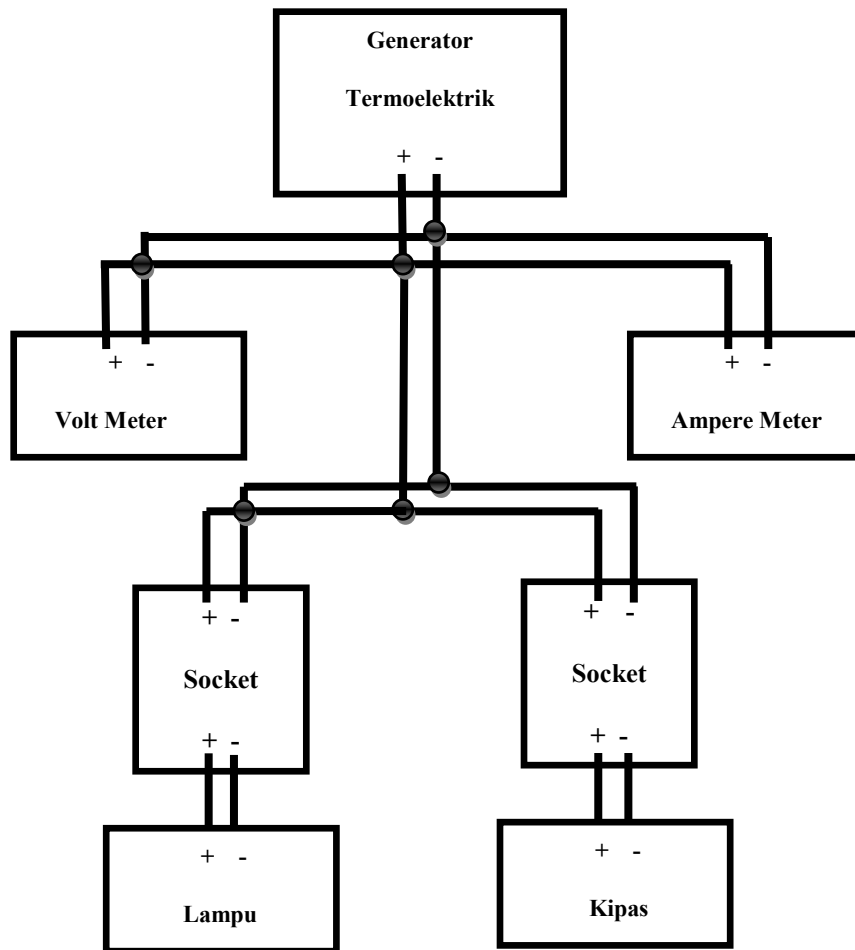 Generator
Termoelektrik
+ -
+ -
Volt Meter
+ -
Ampere Meter
+ -
Socket
+ -
+ -
Socket
+ -
+ -
Lampu
+ -
Kipas